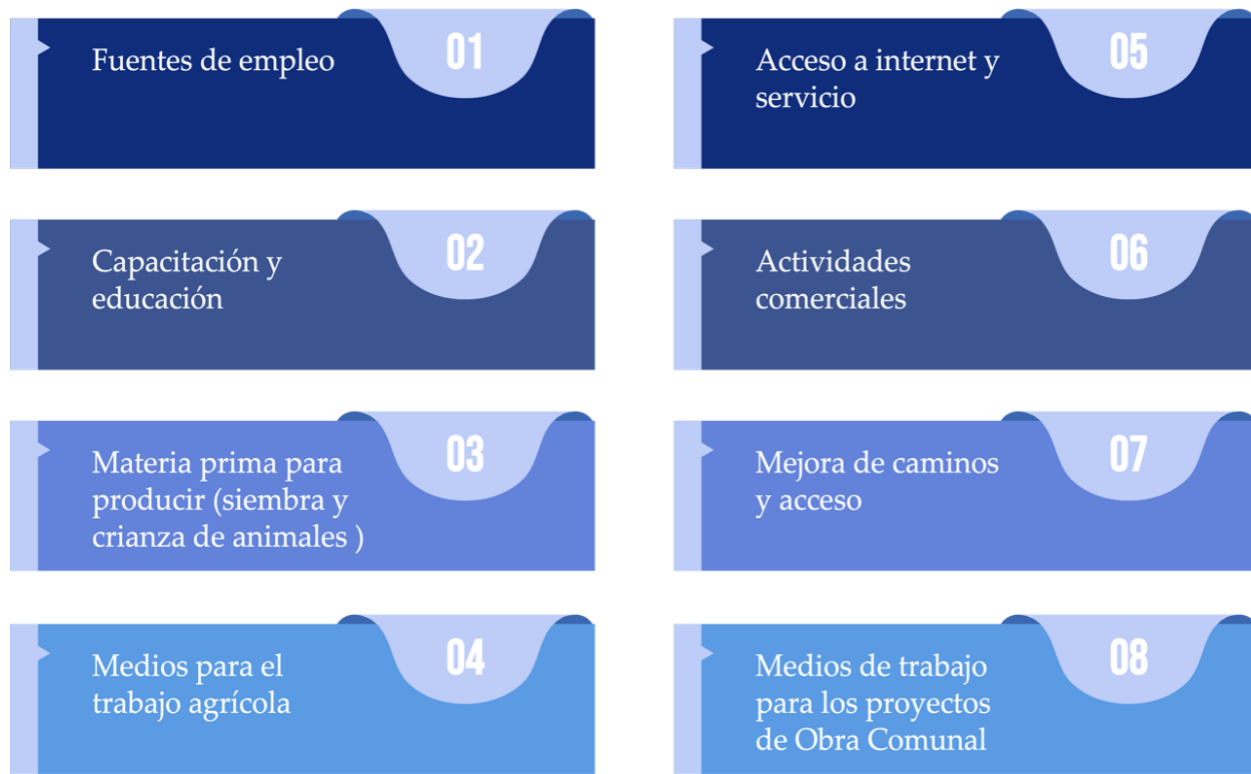 01
Fuentes de empleo
02
Capacitación y
educación
03
Materia prima para
producir (siembra y
crianza de animales )
04
Medios para el
trabajo agrícola
05
Acceso a internet y
servicio
06
Actividades
comerciales
07
Mejora de caminos
y acceso
08
Medios de trabajo
para los proyectos
de Obra Comunal